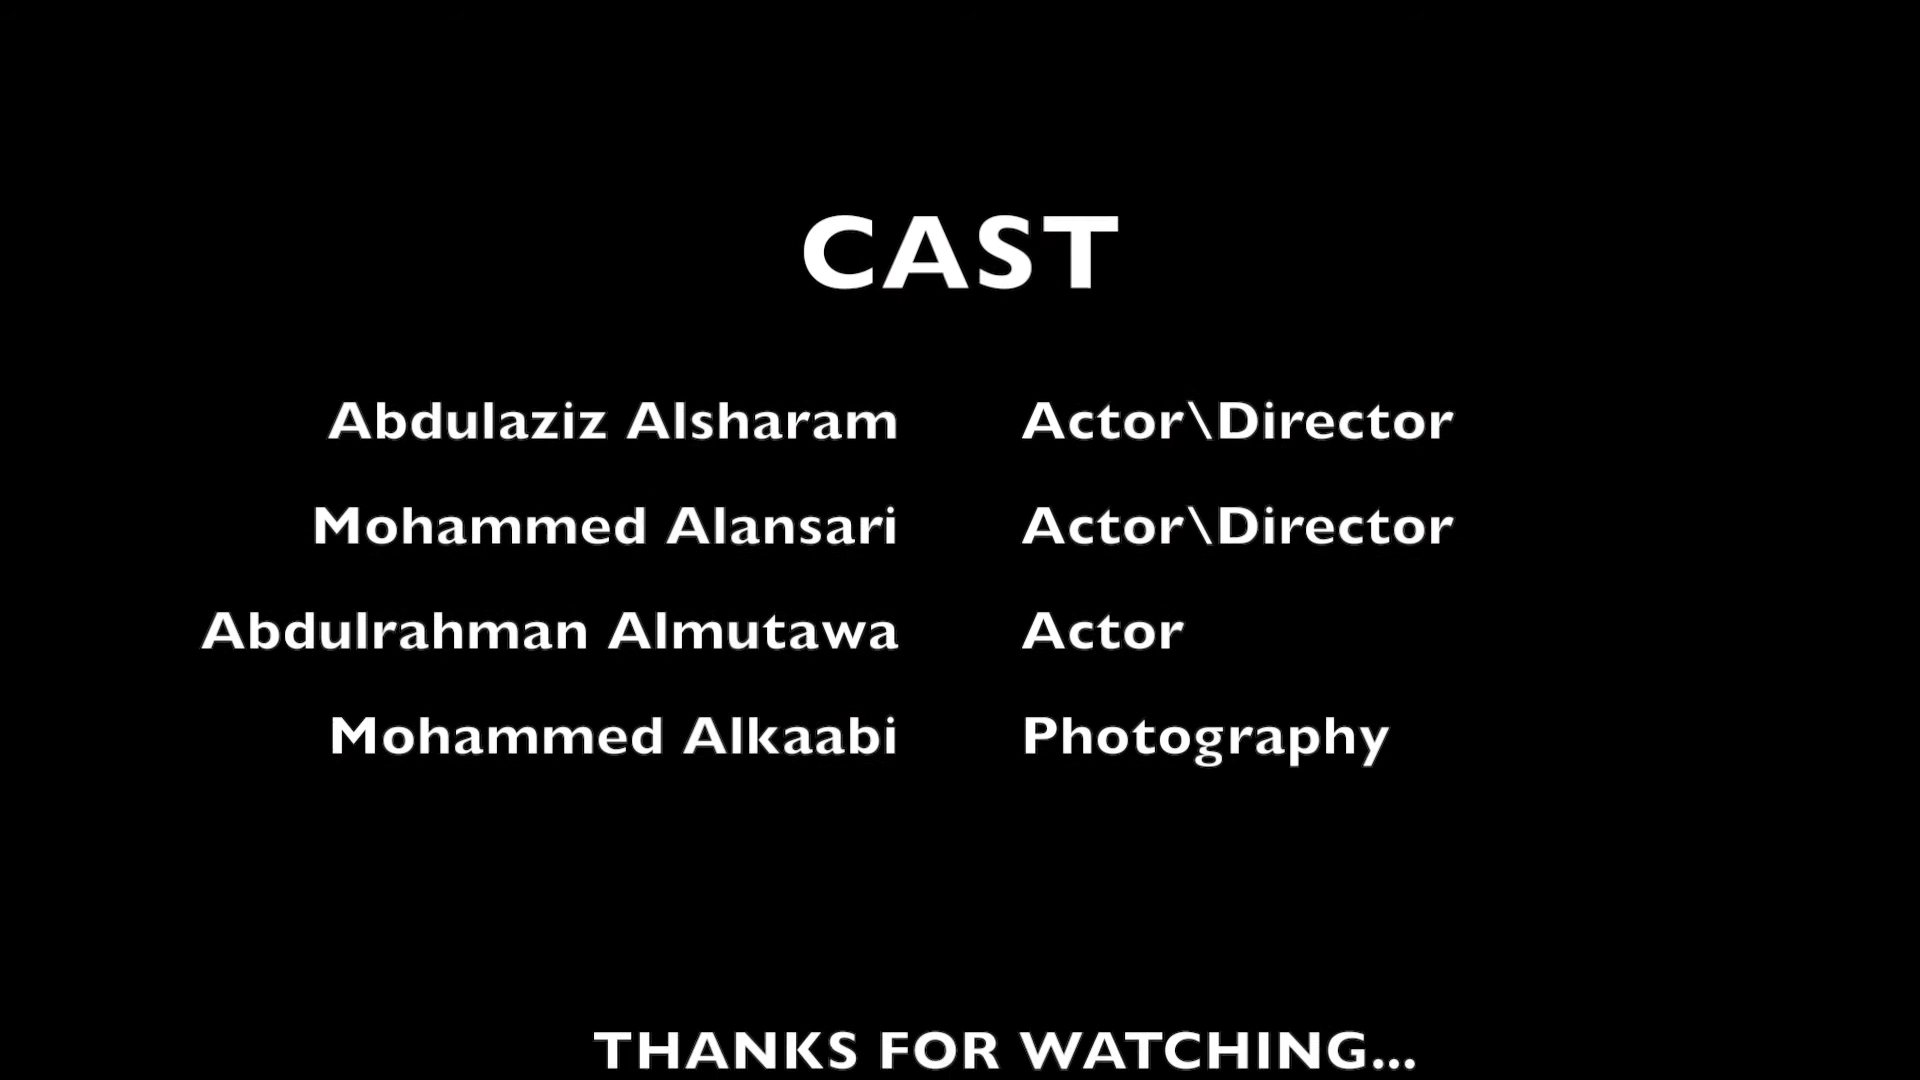 CAST
Abdulaziz Alsharam Actor\Director
Mohammed Alansari Actor\Director
Abdulrahman Almutawa Actor
Mohammed Alkaabi Photography
THANKS FOR WATCHING...